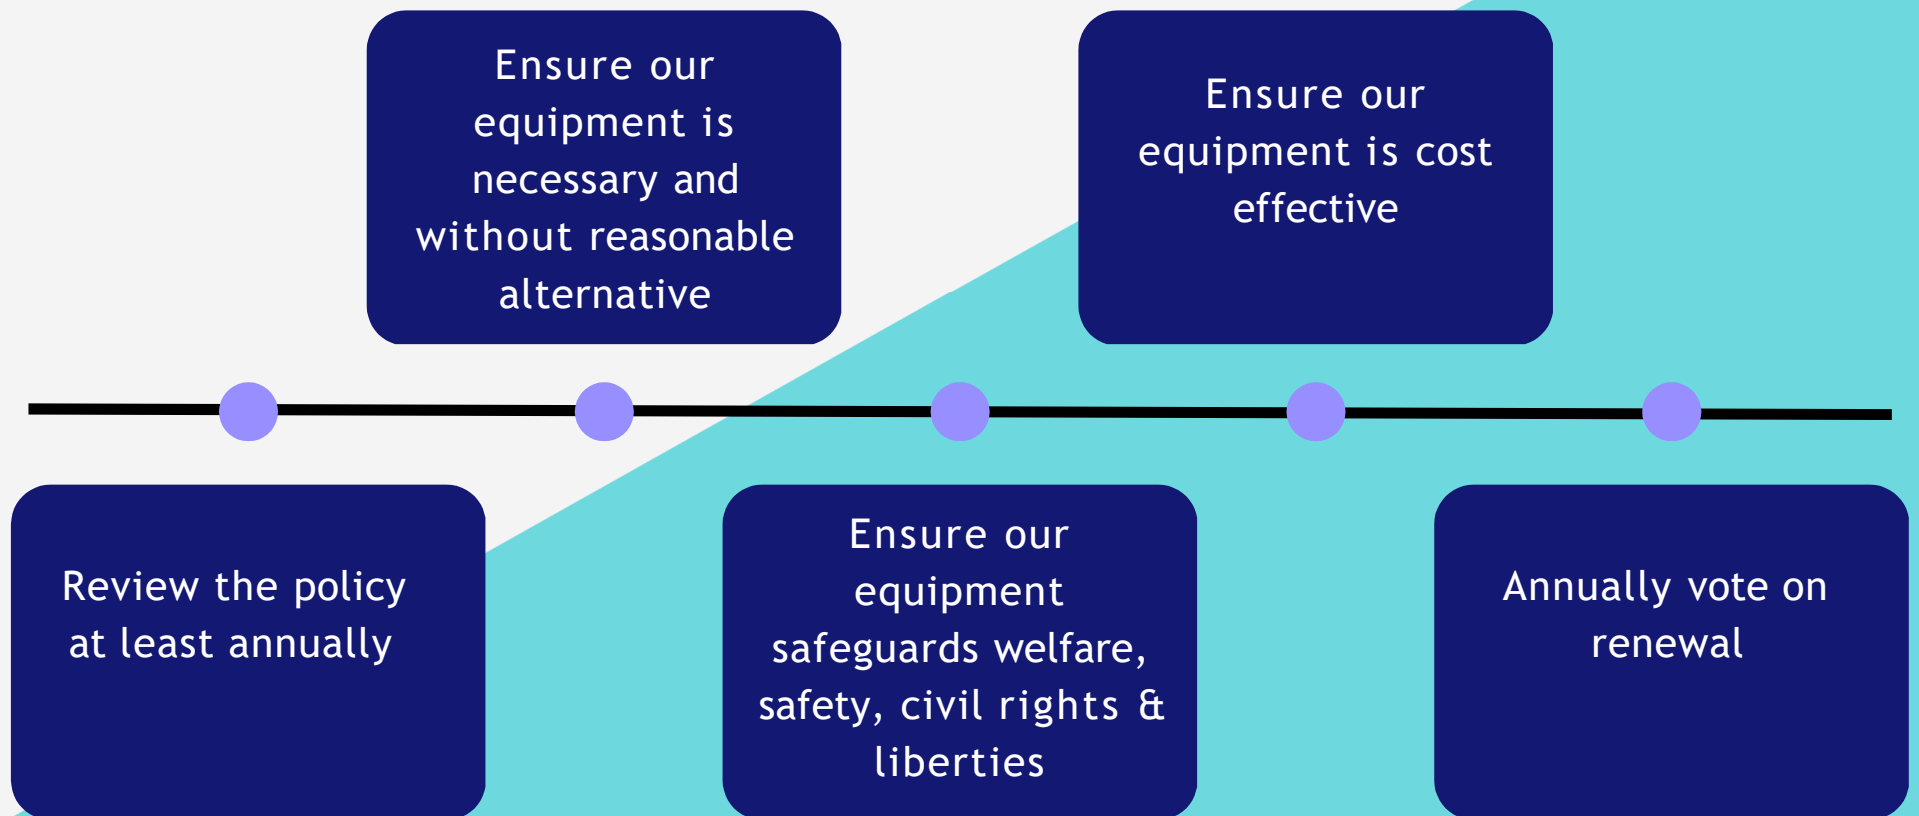 Review the policy
at least annually
Ensure our
equipment is
necessary and
without reasonable
alternative
Ensure our
equipment
safeguards welfare,
safety, civil rights &
liberties
Ensure our
equipment is cost
effective
Annually vote on
renewal